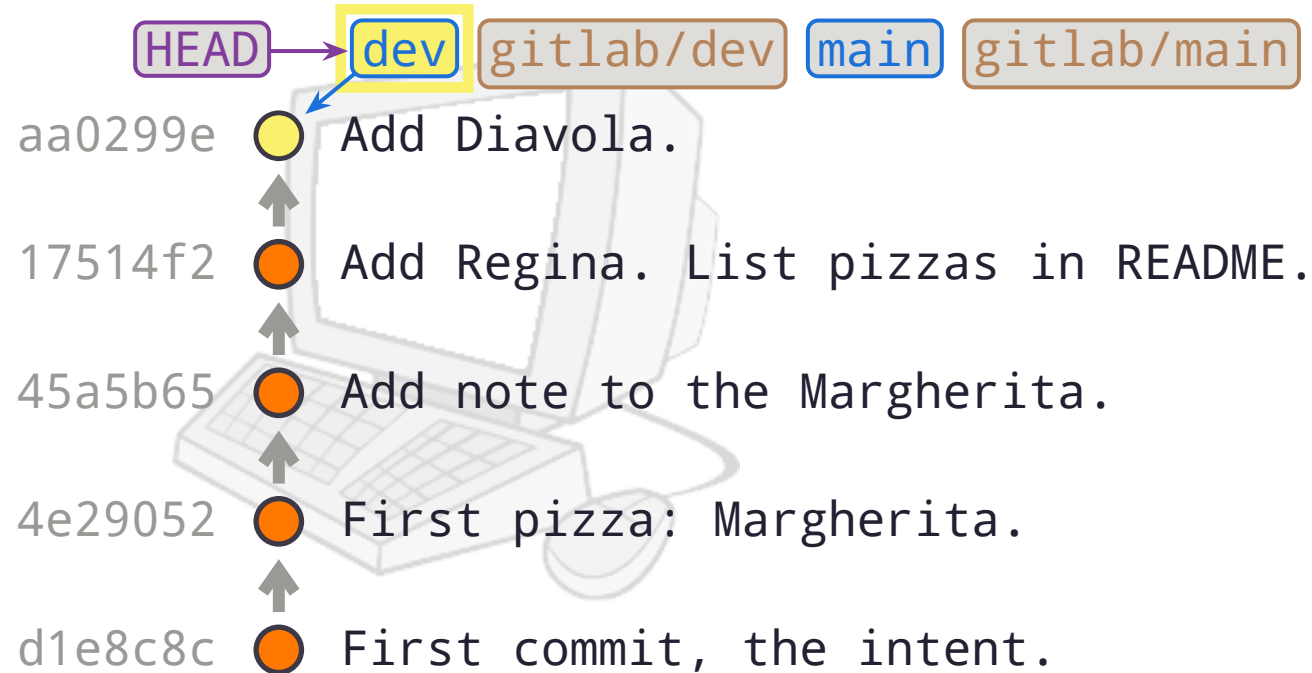 HEAD dev gitlab/dev main gitlab/main
aa0299e Add Diavola.
17514f2 Add Regina. List pizzas in README.
45a5b65 Add note to the Margherita.
4e29052 First pizza: Margherita.
d1e8c8c First commit, the intent.